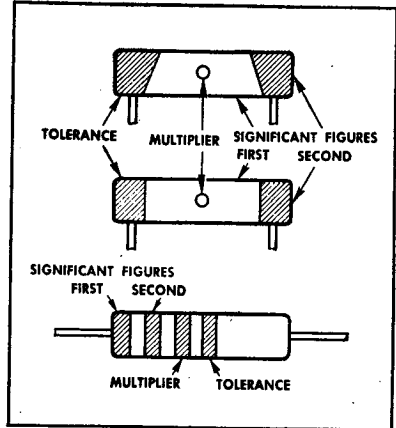 TOLERANCE MULTIPLIER SIGNIFICANT FIGURES
FIRST SECOND
SIGNIFICANT FIGURES
FIRST SECOND
MULTIPLIER TOLERANCE